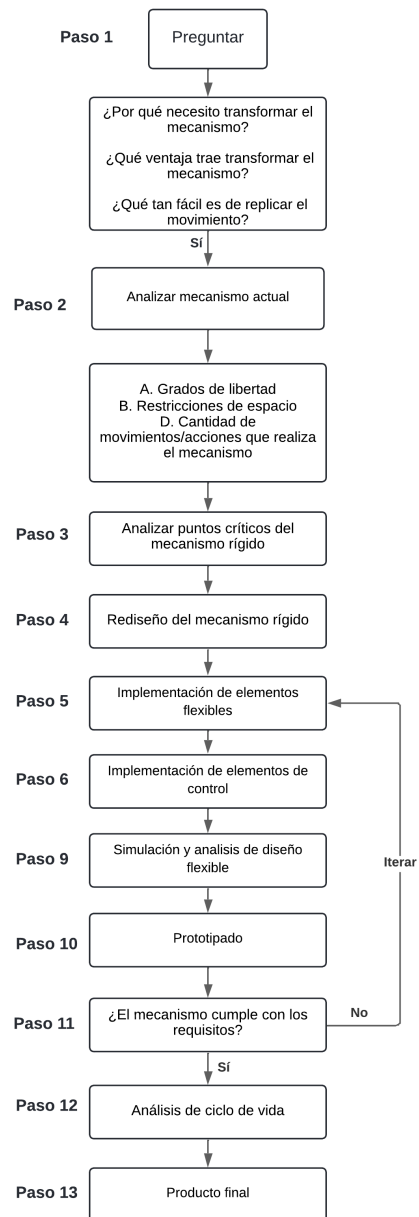 Paso 1
Preguntar
¿Por qué necesito transformar el
mecanismo?
¿Qué ventaja trae transformar el
mecanismo?
¿Qué tan fácil es de replicar el
movimiento?
Sí
Paso 2
Analizar mecanismo actual
A. Grados de libertad
B. Restricciones de espacio
D. Cantidad de
movimientos/acciones que realiza
el mecanismo
Paso 3
Analizar puntos críticos del
mecanismo rígido
Paso 4
Rediseño del mecanismo rígido
Paso 5
Implementación de elementos
flexibles
Paso 6
Implementación de elementos de
control
Paso 9
Simulación y analisis de diseño
flexible
Iterar
Paso 10
Prototipado
Paso 11
¿El mecanismo cumple con los
requisitos?
No
Sí
Paso 12
Análisis de ciclo de vida
Paso 13
Producto final